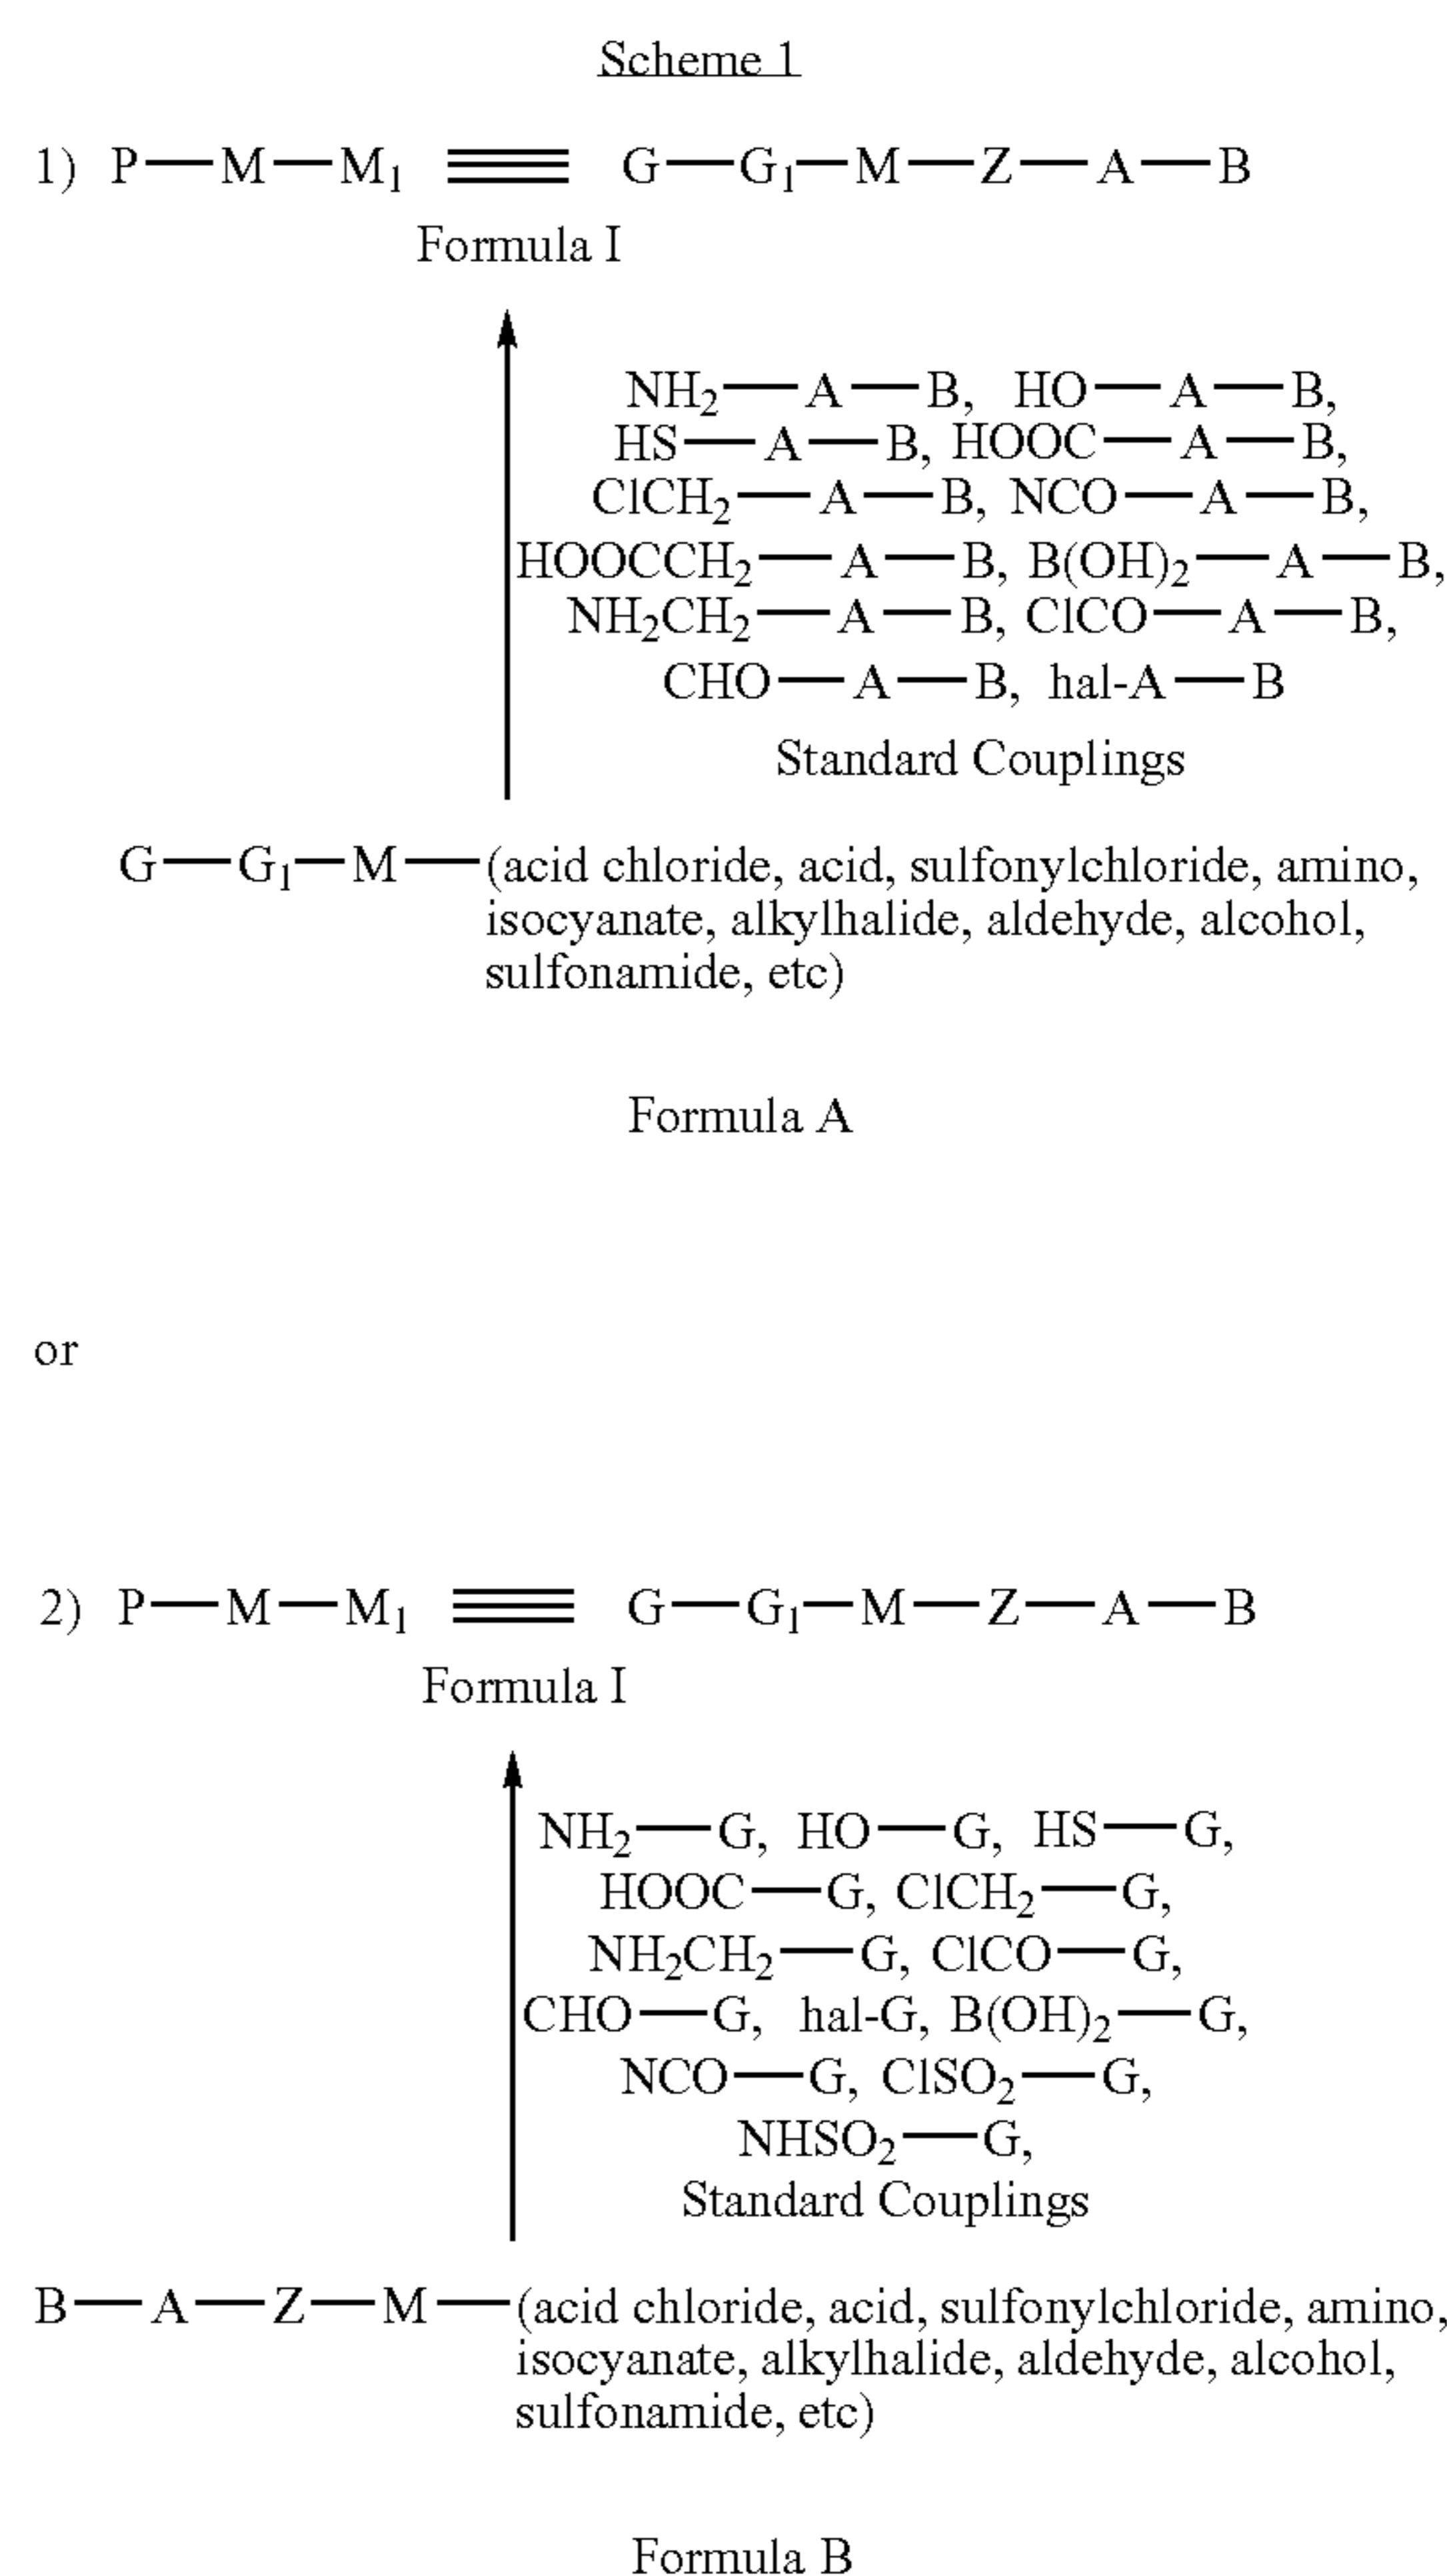 Scheme 1
1) P—M—M₁ ≡ G—G₁—M—Z—A—B
Formula I
NH₂—A—B, HO—A—B,
HS—A—B, HOOC—A—B,
ClCH₂—A—B, NCO—A—B,
HOOCCH₂—A—B, B(OH)₂—A—B,
NH₂CH₂—A—B, ClCO—A—B,
CHO—A—B, hal-A—B
Standard Couplings
G—G₁—M—(acid chloride, acid, sulfonylchloride, amino,
isocyanate, alkylhalide, aldehyde, alcohol,
sulfonamide, etc)
Formula A
or
2) P—M—M₁ ≡ G—G₁—M—Z—A—B
Formula I
NH₂—G, HO—G, HS—G,
HOOC—G, ClCH₂—G,
NH₂CH₂—G, ClCO—G,
CHO—G, hal-G, B(OH)₂—G,
NCO—G, ClSO₂—G,
NHSO₂—G,
Standard Couplings
B—A—Z—M—(acid chloride, acid, sulfonylchloride, amino,
isocyanate, alkylhalide, aldehyde, alcohol,
sulfonamide, etc)
Formula B